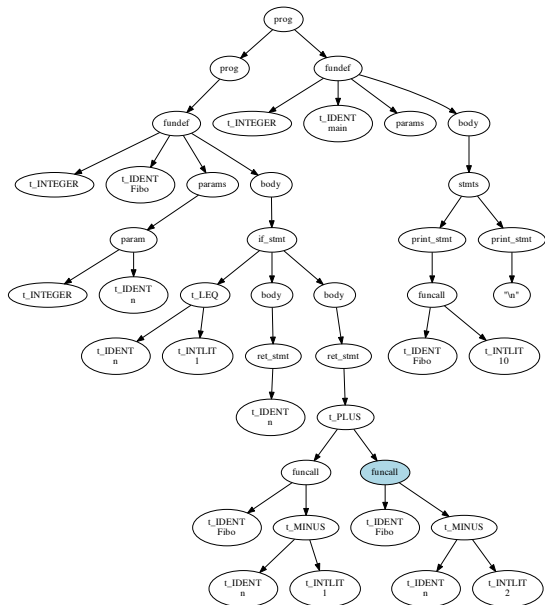 prog
prog
fundef
fundef
t_INTEGER
t_IDENT
main
params
body
t_INTEGER
t_IDENT
Fibo
params
body
stmts
param
if_stmt
print_stmt
print_stmt
t_INTEGER
t_IDENT
n
t_LEQ
body
body
funcall
"\n"
t_IDENT
n
t_INTLIT
1
ret_stmt
ret_stmt
t_IDENT
Fibo
t_INTLIT
10
t_IDENT
n
t_PLUS
funcall
funcall
t_IDENT
Fibo
t_MINUS
t_IDENT
Fibo
t_MINUS
t_IDENT
n
t_INTLIT
1
t_IDENT
n
t_INTLIT
2